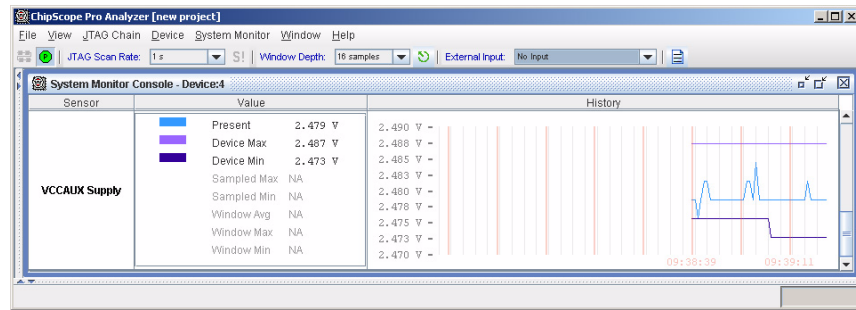 ChipScope Pro Analyzer [new project]
File View JTAG Chain Device System Monitor Window Help
JTAG Scan Rate: 1 s S! Window Depth: 16 samples External Input: No Input
System Monitor Console - Device:4
Sensor Value History
VCCAUX Supply
Present 2.479 V
Device Max 2.487 V
Device Min 2.473 V
Sampled Max NA
Sampled Min NA
Window Avg NA
Window Max NA
Window Min NA
2.490 V
2.488 V
2.485 V
2.483 V
2.480 V
2.478 V
2.475 V
2.473 V
2.470 V
09:38:39 09:39:11